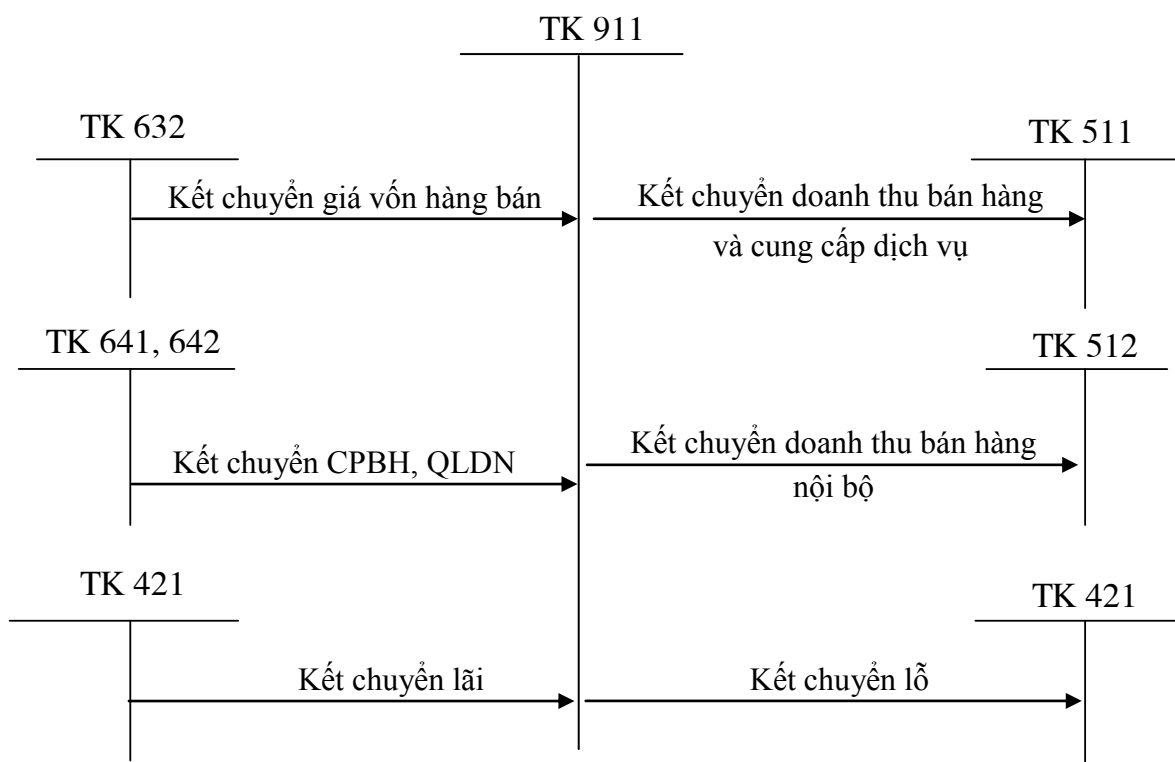 TK 911
TK 632
TK 511
Kết chuyển giá vốn hàng bán
Kết chuyển doanh thu bán hàng
và cung cấp dịch vụ
TK 641, 642
TK 512
Kết chuyển CPBH, QLDN
Kết chuyển doanh thu bán hàng
nội bộ
TK 421
TK 421
Kết chuyển lãi
Kết chuyển lỗ